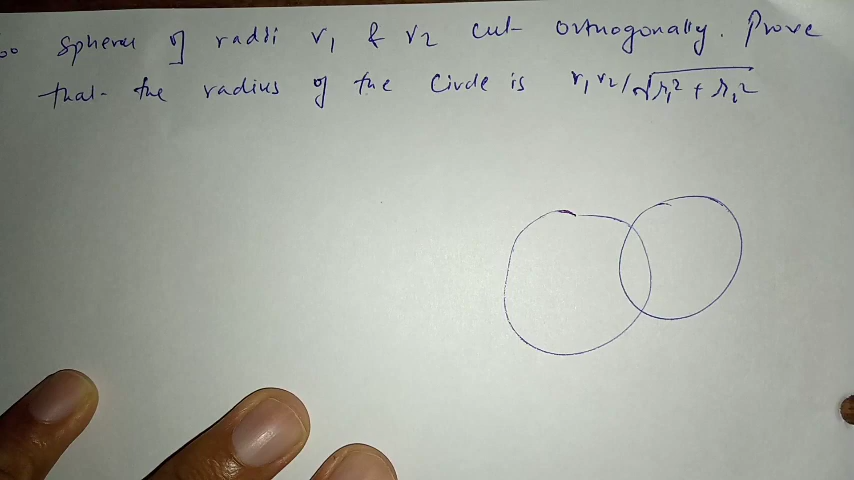 Spheres of radii r₁ & r₂ cut orthogonally. Prove
that the radius of the Circle is r₁r₂/√r₁² + r₂²